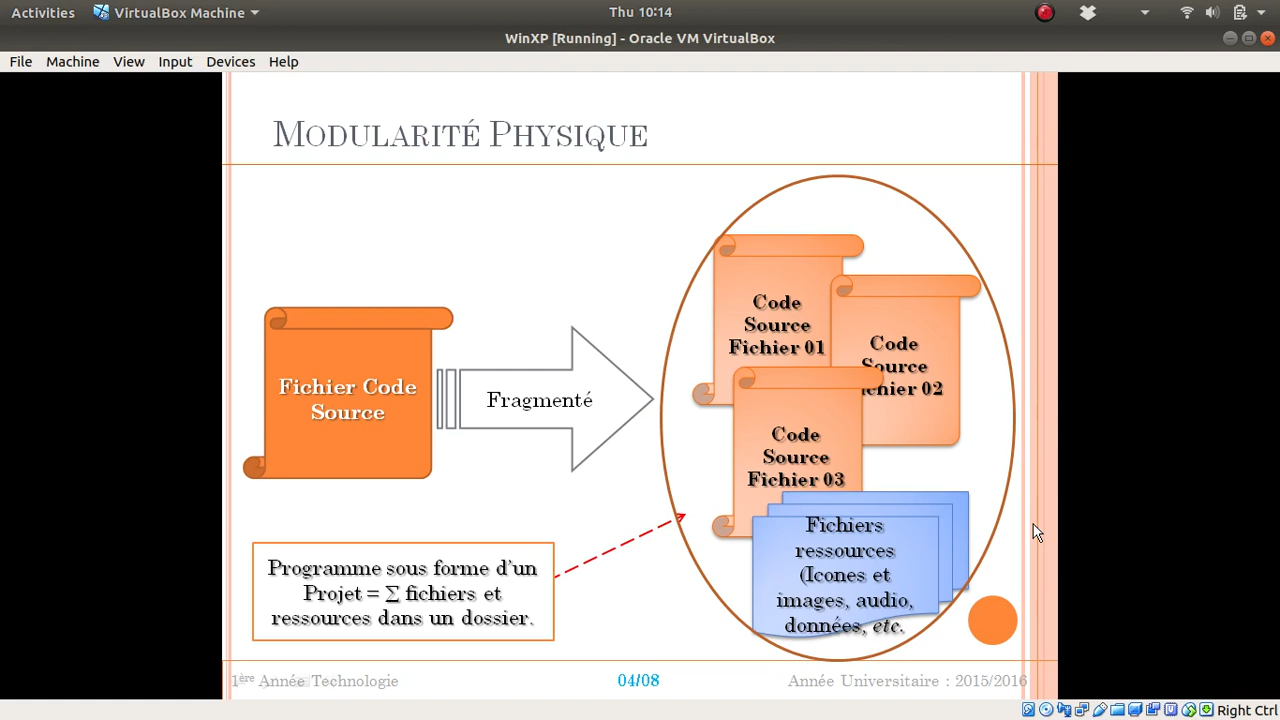 Activities VirtualBox Machine Thu 10:14
WinXP [Running] - Oracle VM VirtualBox
File Machine View Input Devices Help
MODULARITÉ PHYSIQUE
Fichier Code
Source
Fragmenté
Code
Source
Fichier 01
Code
Source
chier 02
Code
Source
Fichier 03
Fichiers
ressources
(Icones et
images, audio,
données, etc.
Programme sous forme d'un
Projet = ∑ fichiers et
ressources dans un dossier.
1ère Année Technologie 04/08 Année Universitaire : 2015/2016
Right Ctrl